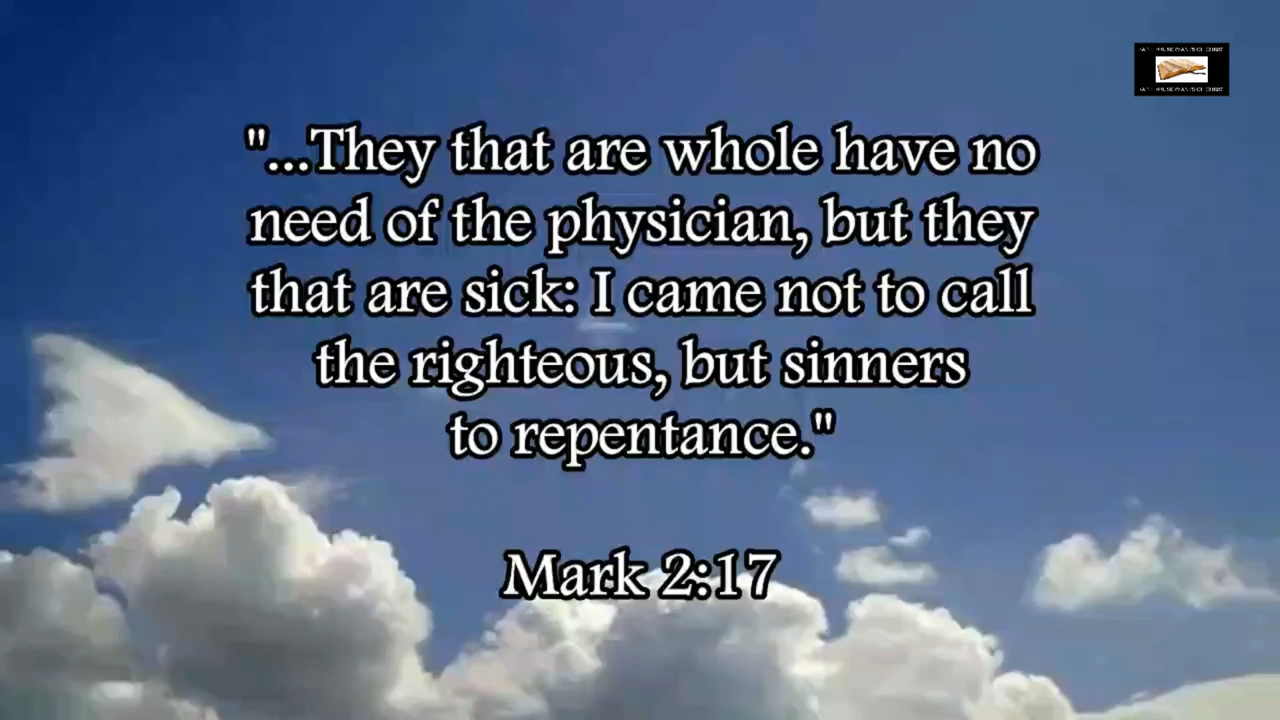 "...They that are whole have no
need of the physician, but they
that are sick: I came not to call
the righteous, but sinners
to repentance."
Mark 2:17